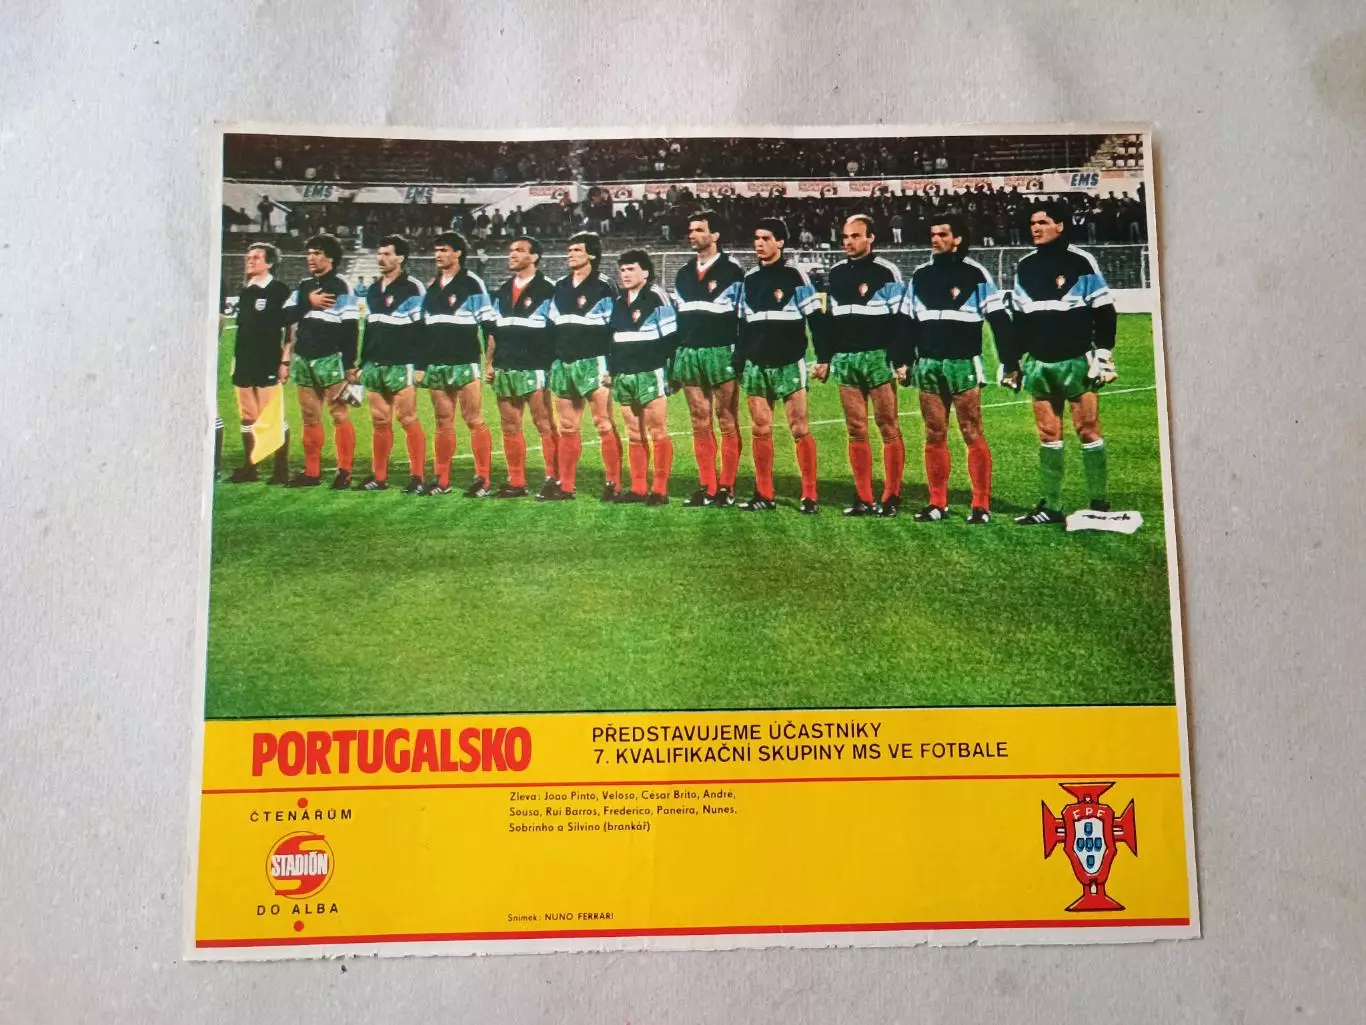 EMS
EMS
EMS
PORTUGALSKO
PŘEDSTAVUJEME ÚČASTNÍKY
7. KVALIFIKAČNÍ SKUPINY MS VE FOTBALE
Zleva: Joao Pinto, Veloso, César Brito, André,
Sousa, Rui Barros, Frederico, Paneira, Nunes,
Sobrinho a Silvino (brankář)
ČTENÁŘŮM
STADIÓN
DO ALBA
Snímek: NUNO FERRARI
FPF